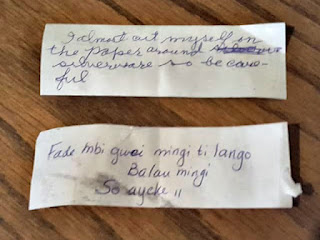 I almost cut myself on
the paper around
silverware so be care-
ful
Fade mbi gwai mingi ti lango
Balao mingi
So ayeke,,